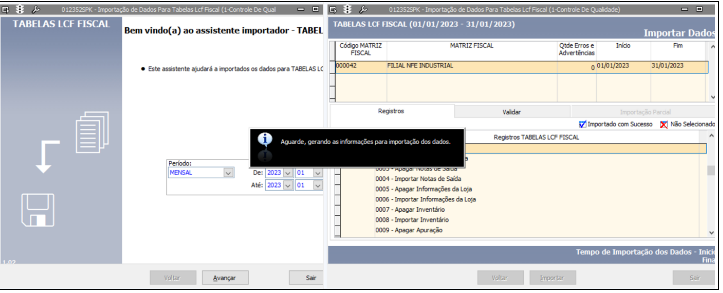 012352SPK - Importação de Dados Para Tabelas Lcf Fiscal (1-Controle De Qual
TABELAS LCF FISCAL
Bem vindo(a) ao assistente importador - TABEL
Este assistente ajudará a importados os dados para TABELAS LC
Período:
MENSAL
De: 2023 01
Até: 2023 01
1.02
Voltar
Avançar
Sair
012352SPK - Importação de Dados Para Tabelas Lcf Fiscal (1-Controle De Qualidade)
TABELAS LCF FISCAL (01/01/2023 - 31/01/2023)
Importar Dados
Código MATRIZ FISCAL
MATRIZ FISCAL
Qtde Erros e Advertências
Início
Fim
000042 FILIAL NFE INDUSTRIAL 0 01/01/2023 31/01/2023
Registros
Validar
Importação Parcial
Importado com Sucesso
Não Selecionado
Registros TABELAS LCF FISCAL
Aguarde, gerando as informações para importação dos dados.
0003 - Apagar Notas de Saída
0004 - Importar Notas de Saída
0005 - Apagar Informações da Loja
0006 - Importar Informações da Loja
0007 - Apagar Inventário
0008 - Importar Inventário
0009 - Apagar Apuração
Tempo de Importação dos Dados - Iníci
Fina
Voltar
Importar
Sair